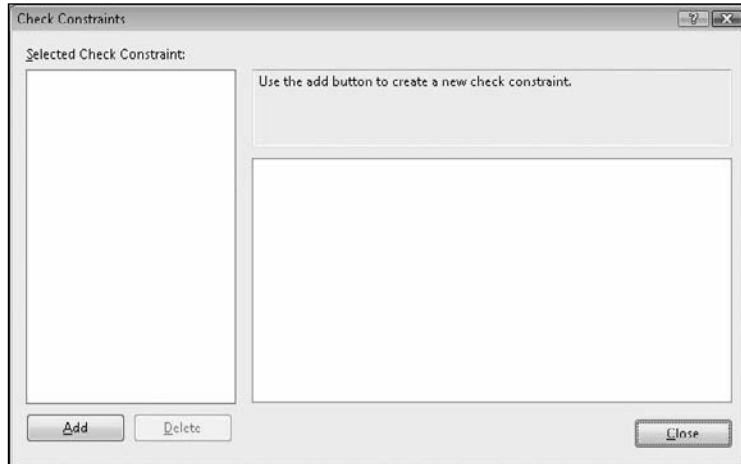 Check Constraints
Selected Check Constraint:
Use the add button to create a new check constraint.
Add
Delete
Close